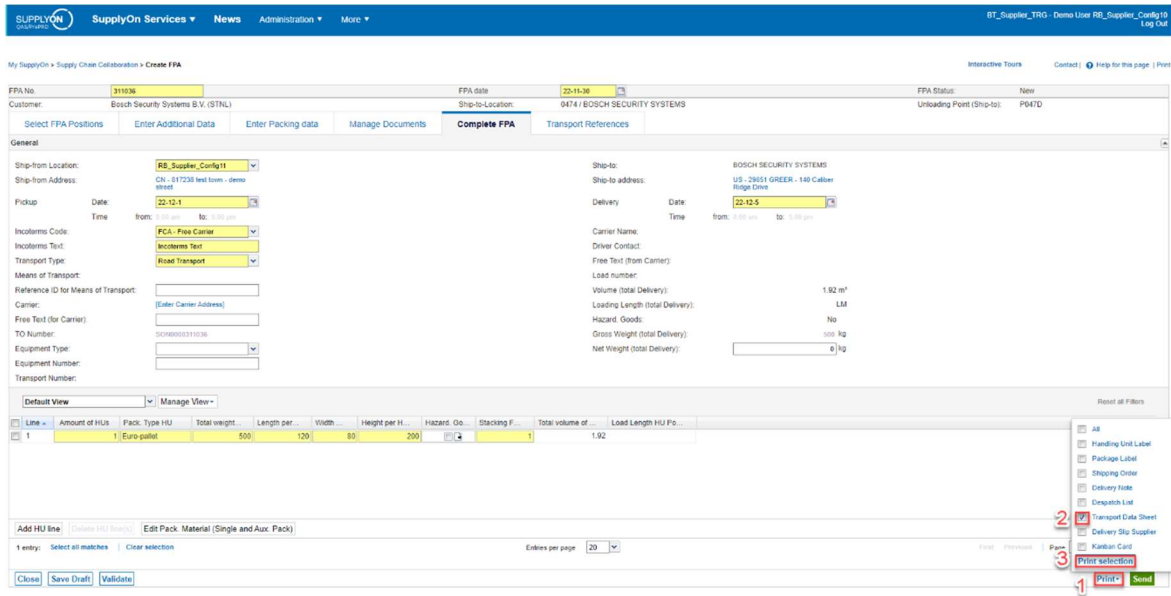 SUPPLYON
SupplyOn Services ▾ News Administration ▾ More ▾
BT_Supplier_TRG - Demo User RB_Supplier_Config10
Log Out
My SupplyOn > Supply Chain Collaboration > Create FPA
Interactive Tours Contact | Help for this page | Print
FPA No. 311036 FPA date 22-11-30 FPA Status: New
Customer: Bosch Security Systems B.V. (STNL) Ship-to-Location: 0474 / BOSCH SECURITY SYSTEMS Unloading Point (Ship-to): P047D
Select FPA Positions Enter Additional Data Enter Packing data Manage Documents Complete FPA Transport References
General
Ship-from Location: RB_Supplier_Config11 Ship-to: BOSCH SECURITY SYSTEMS
Ship-from Address: CN - 817238 test town - demo street Ship-to address: US - 29651 GREER - 140 Caliber Ridge Drive
Pickup Date: 22-12-1 Delivery Date: 22-12-5
Time from: to: Time from: to:
Incoterms Code: FCA - Free Carrier Carrier Name:
Incoterms Text: Incoterms Text Driver Contact:
Transport Type: Road Transport Free Text (from Carrier):
Means of Transport: Load number:
Reference ID for Means of Transport: Volume (total Delivery): 1.92 m³
Carrier: [Enter Carrier Address] Loading Length (total Delivery): LM
Free Text (for Carrier): Hazard. Goods: No
TO Number: SON0000311036 Gross Weight (total Delivery): 500 kg
Equipment Type: Net Weight (total Delivery): 0 kg
Equipment Number:
Transport Number:
Default View Manage View Reset all Filters
Line Amount of HUs Pack. Type HU Total weight... Length per... Width ... Height per H... Hazard. Go... Stacking F... Total volume of ... Load Length HU Po...
1 1 Euro-pallet 500 120 80 200 1 1.92
All
Handling Unit Label
Package Label
Shipping Order
Delivery Note
Despatch List
2 Transport Data Sheet
Delivery Slip Supplier
Kanban Card
3 Print selection
Add HU line Delete HU line(s) Edit Pack. Material (Single and Aux. Pack)
1 entry: Select all matches | Clear selection Entries per page 20 First Previous | Page
Close Save Draft Validate 1 Print Send